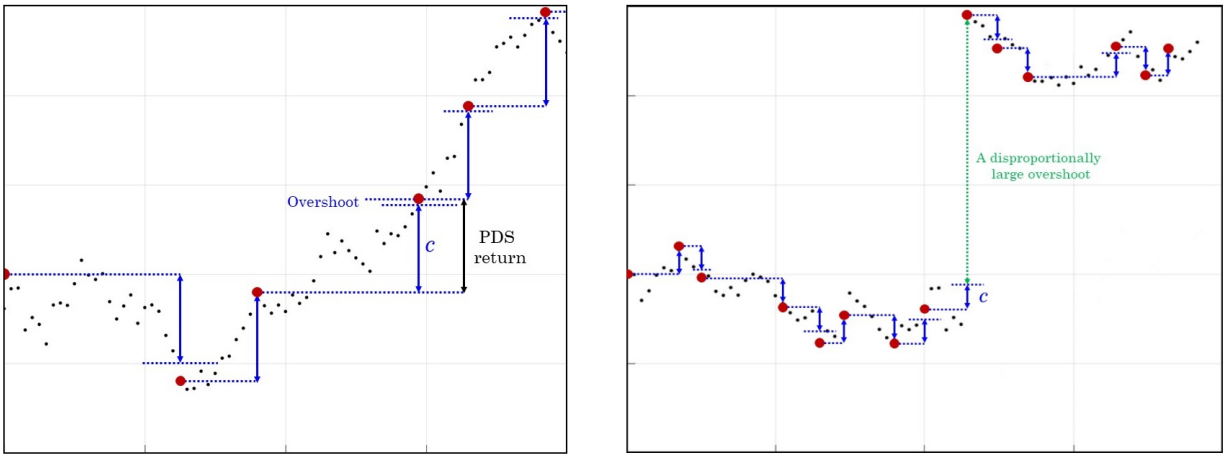 Overshoot
c
PDS
return
A disproportionally
large overshoot
c